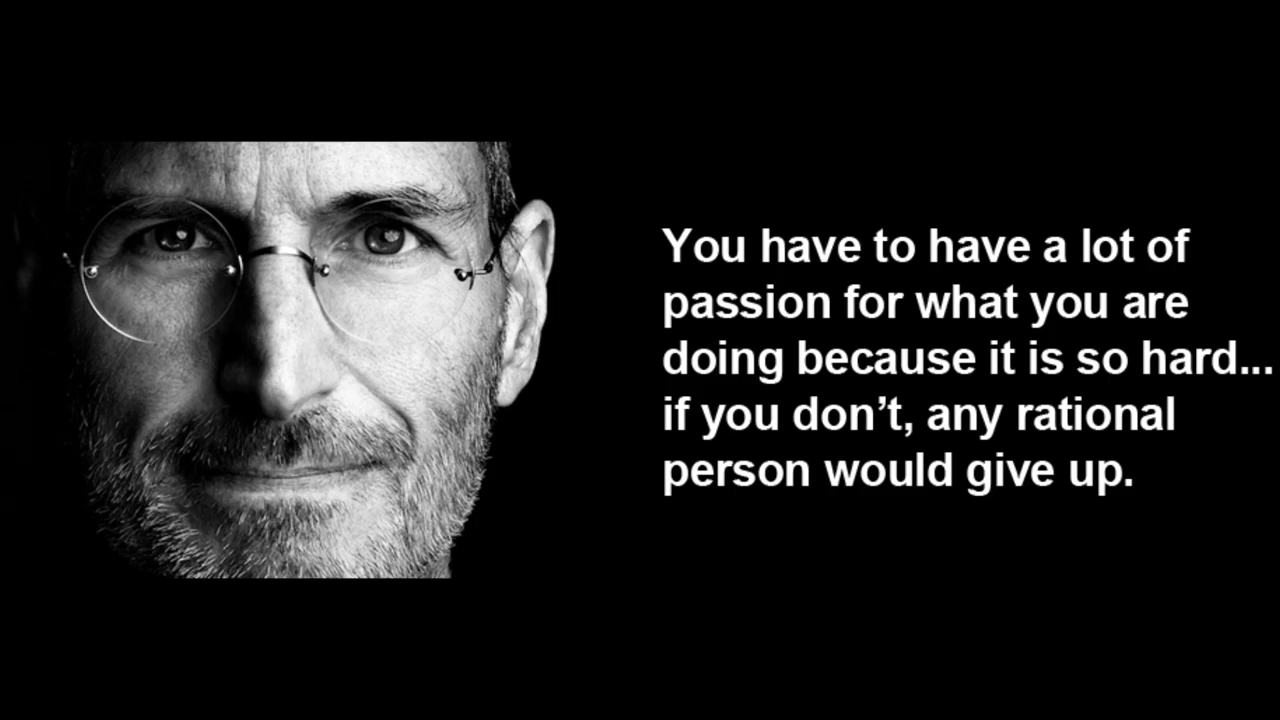 You have to have a lot of
passion for what you are
doing because it is so hard...
if you don’t, any rational
person would give up.